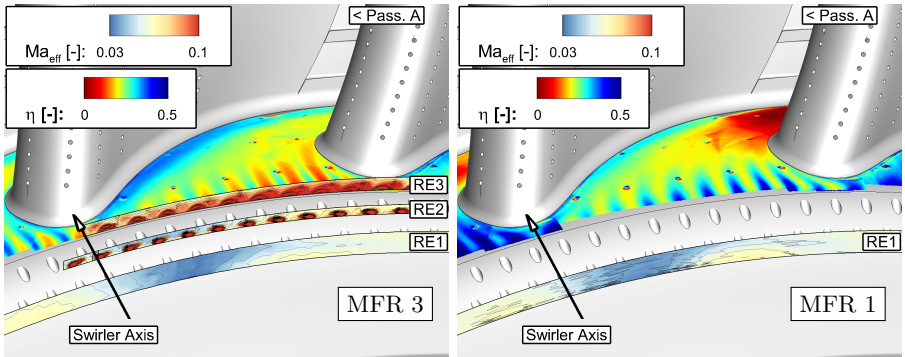 < Pass. A
Ma_eff [-]:
0.03
0.1
η [-]:
0
0.5
RE3
RE2
RE1
MFR 3
Swirler Axis
< Pass. A
Ma_eff [-]:
0.03
0.1
η [-]:
0
0.5
RE1
MFR 1
Swirler Axis